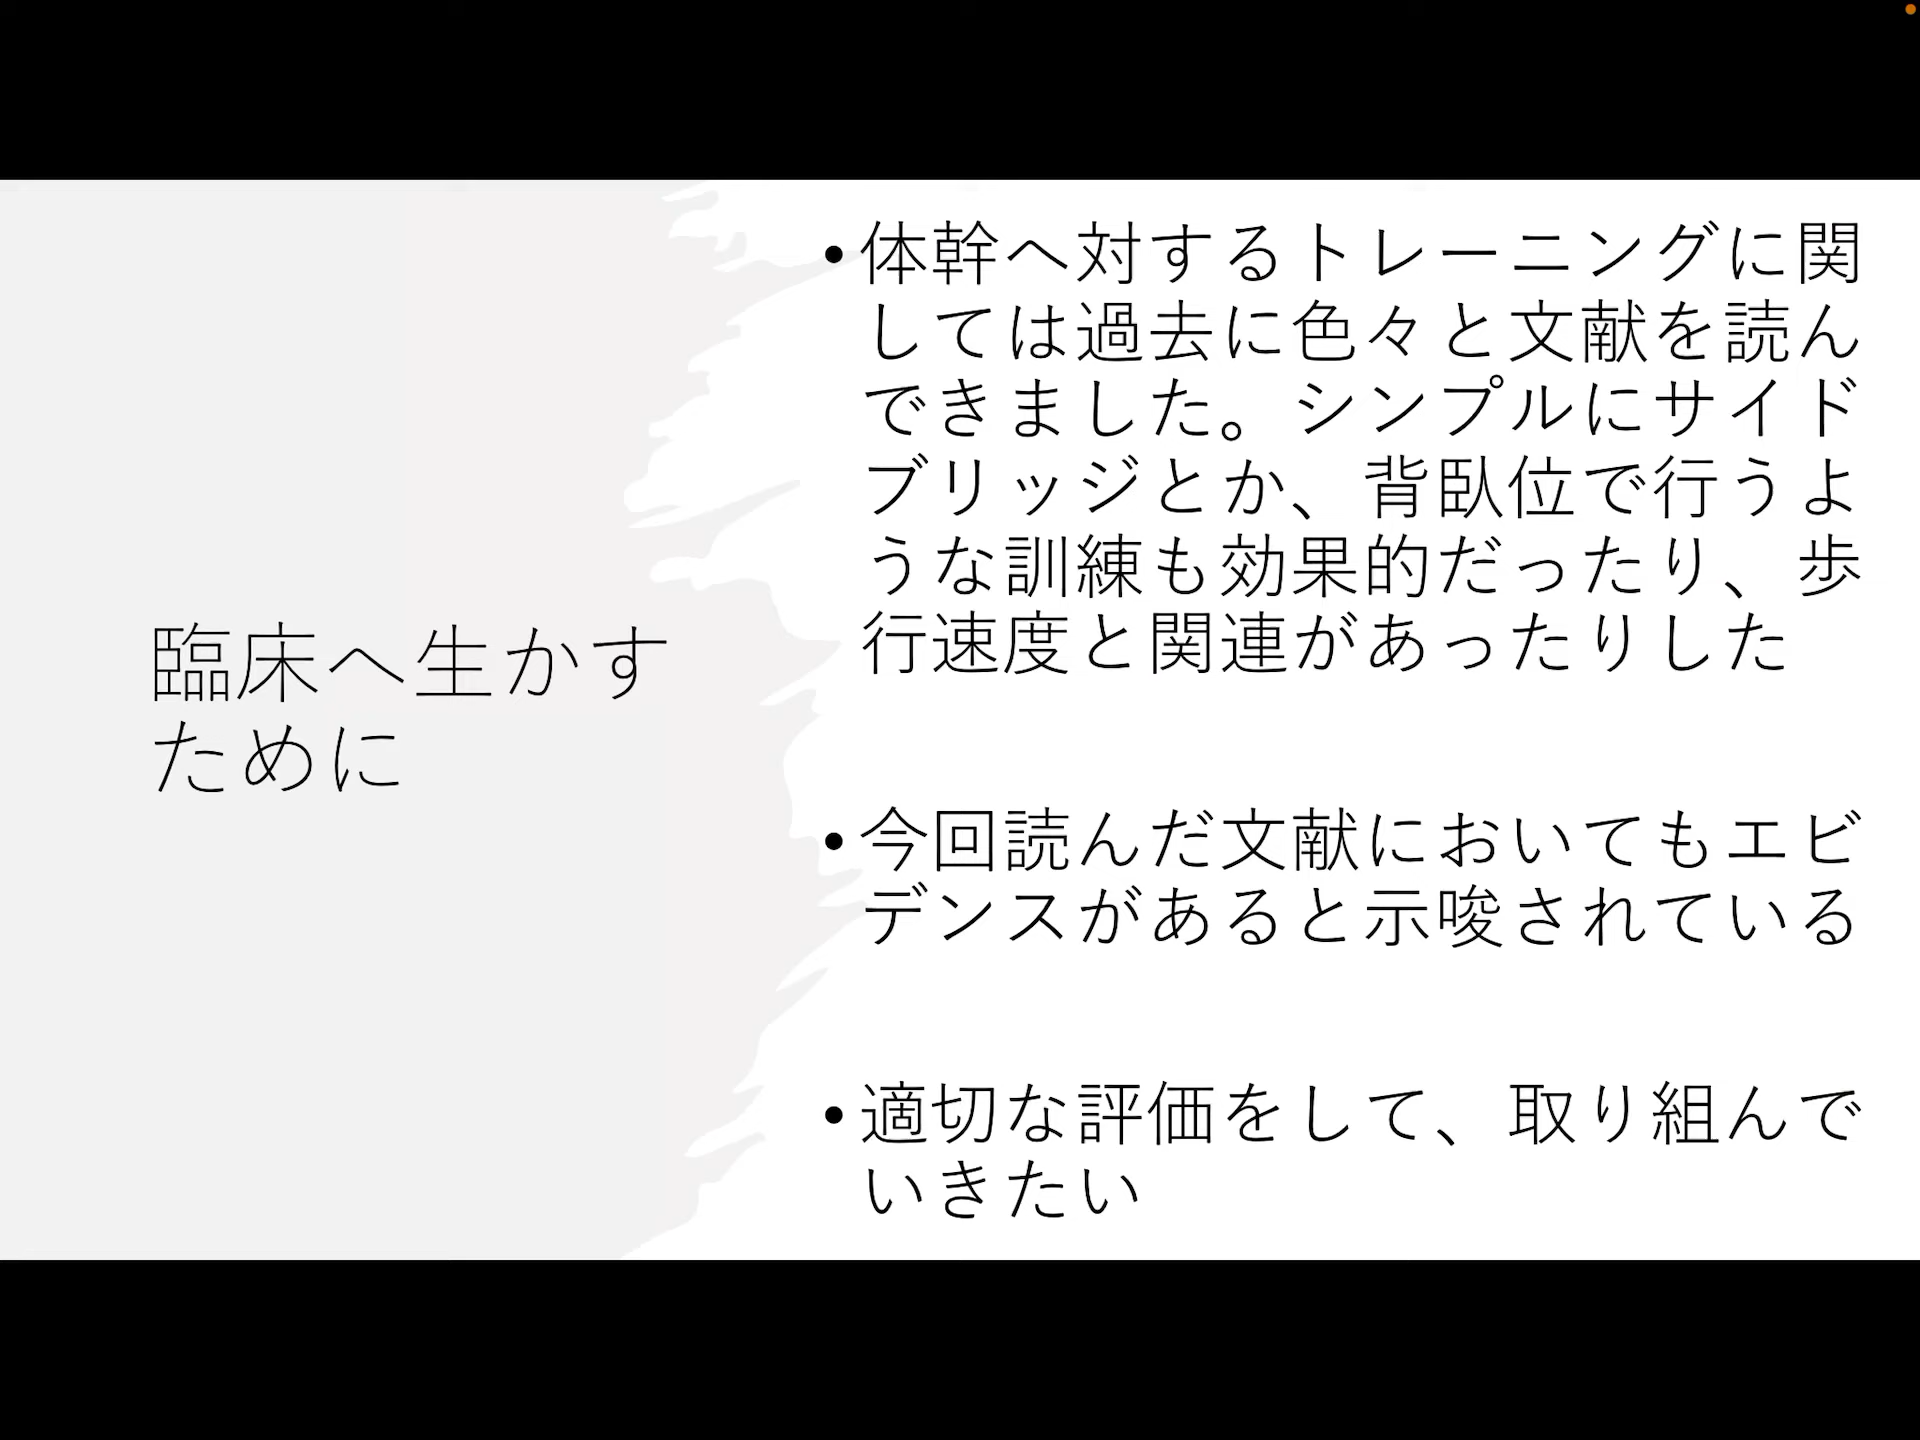 臨床へ生かす
ために
• 体幹へ対するトレーニングに関
しては過去に色々と文献を読ん
できました。シンプルにサイド
ブリッジとか、背臥位で行うよ
うな訓練も効果的だったり、歩
行速度と関連があったりした
• 今回読んだ文献においてもエビ
デンスがあると示唆されている
• 適切な評価をして、取り組んで
いきたい